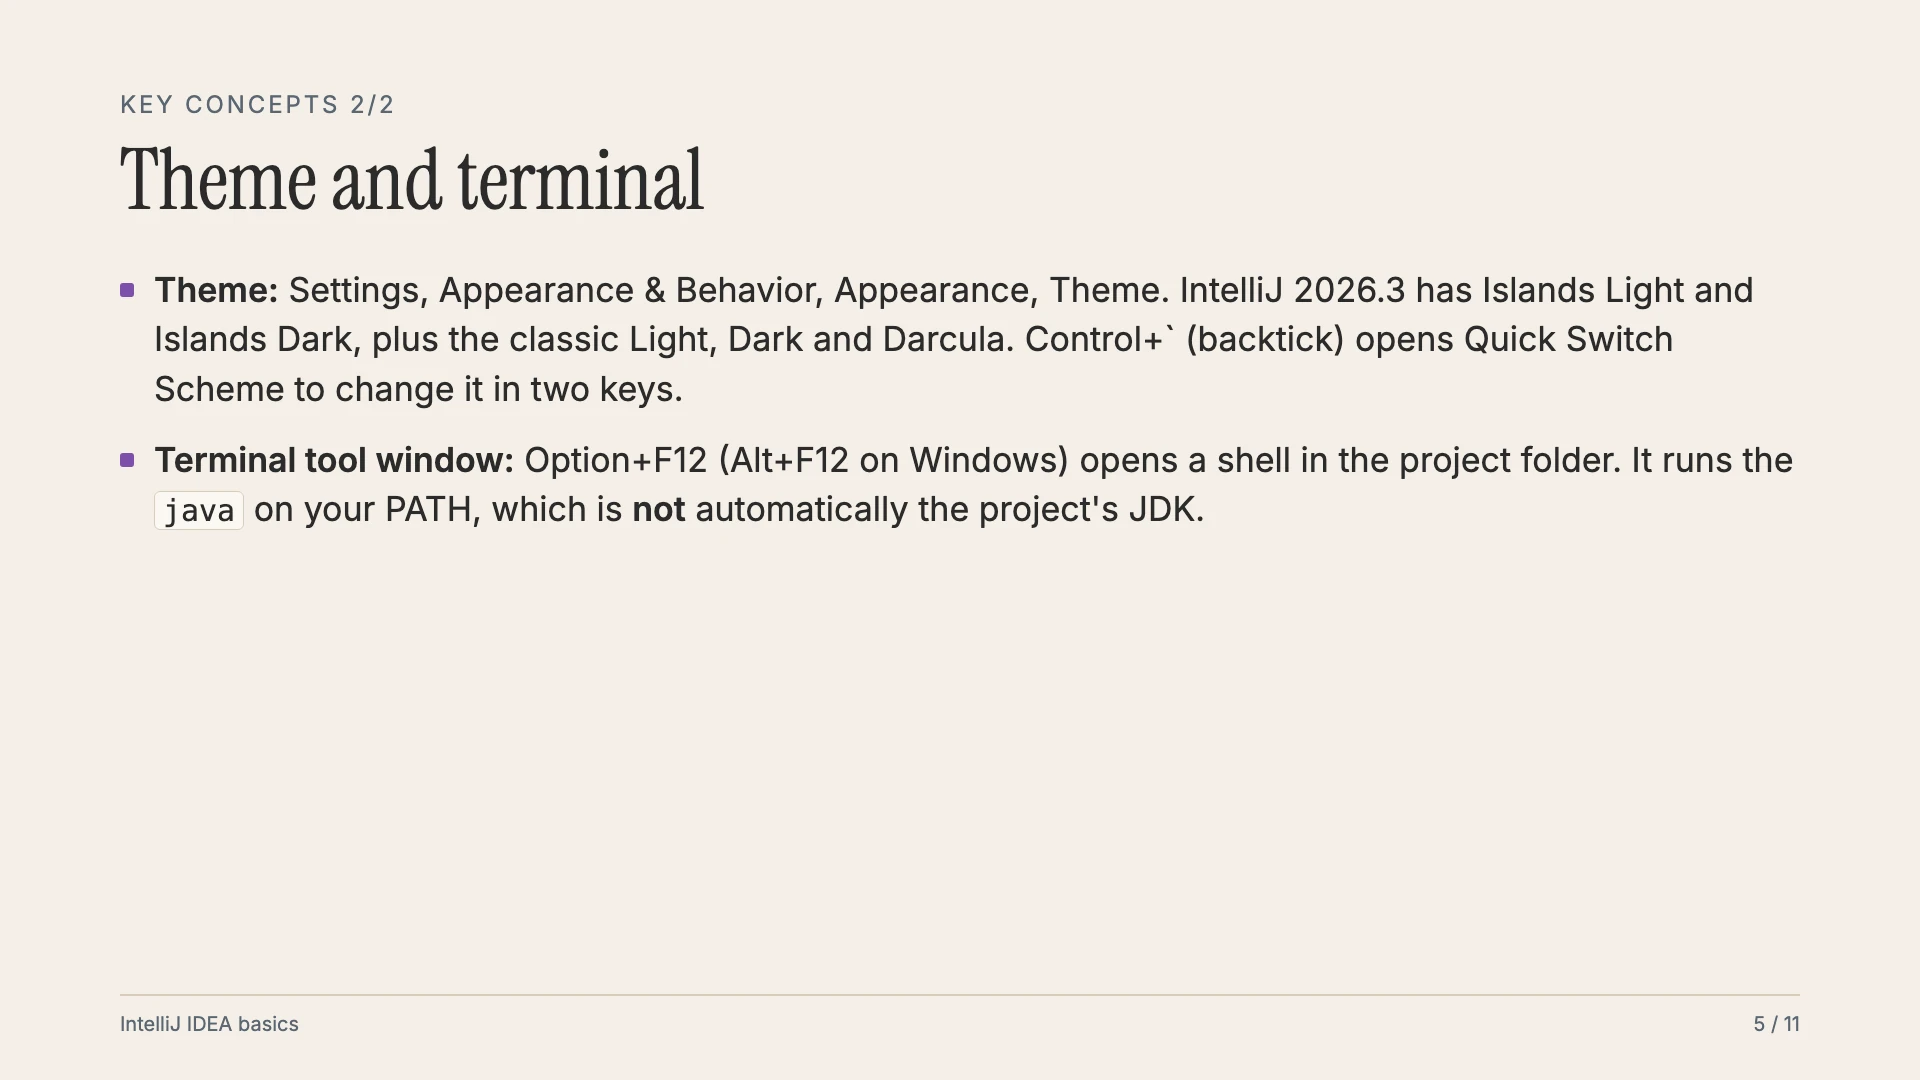 KEY CONCEPTS 2/2
Theme and terminal
Theme: Settings, Appearance & Behavior, Appearance, Theme. IntelliJ 2026.3 has Islands Light and
Islands Dark, plus the classic Light, Dark and Darcula. Control+` (backtick) opens Quick Switch
Scheme to change it in two keys.
Terminal tool window: Option+F12 (Alt+F12 on Windows) opens a shell in the project folder. It runs the
java on your PATH, which is not automatically the project's JDK.
IntelliJ IDEA basics
5 / 11